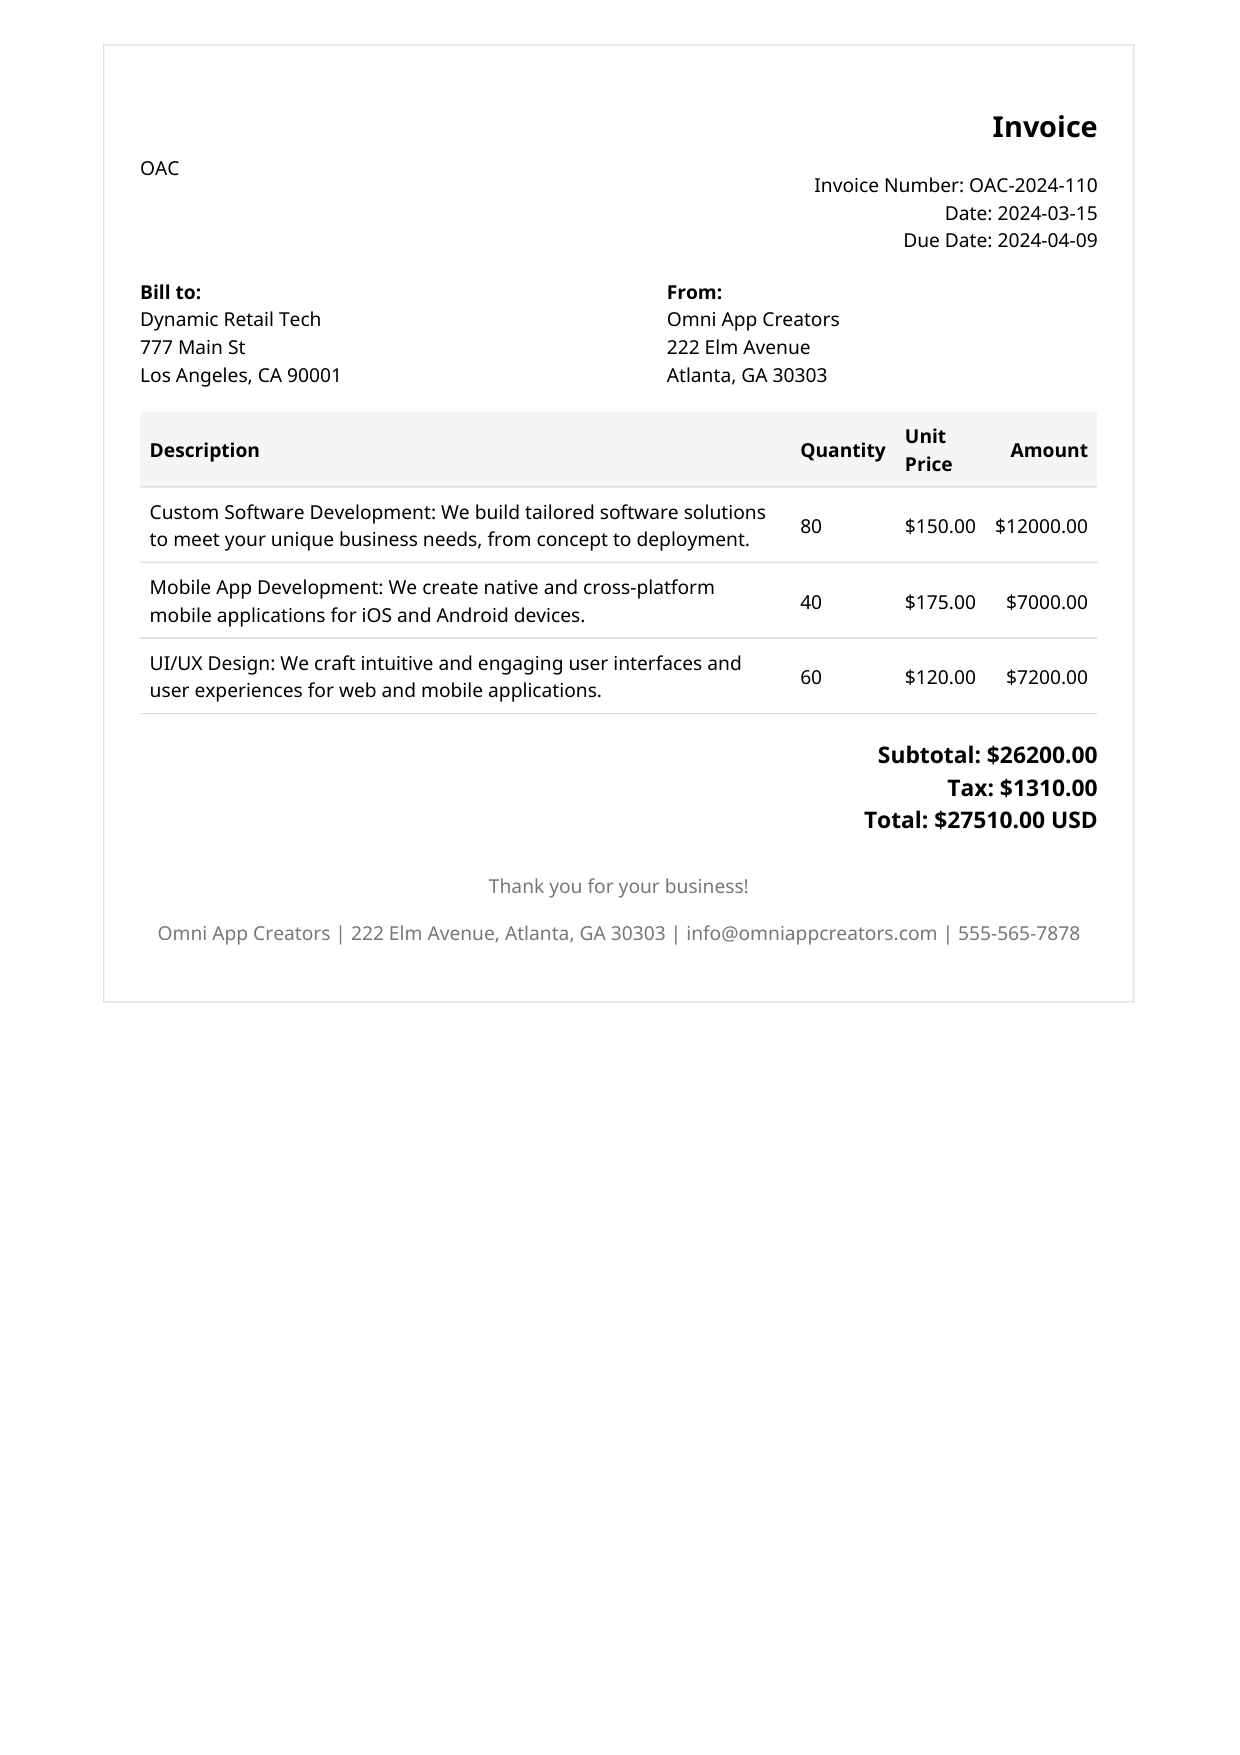 Invoice
OAC
Invoice Number: OAC-2024-110
Date: 2024-03-15
Due Date: 2024-04-09
Bill to:
Dynamic Retail Tech
777 Main St
Los Angeles, CA 90001
From:
Omni App Creators
222 Elm Avenue
Atlanta, GA 30303
Description Quantity Unit Price Amount
Custom Software Development: We build tailored software solutions
to meet your unique business needs, from concept to deployment.
80 $150.00 $12000.00
Mobile App Development: We create native and cross-platform
mobile applications for iOS and Android devices.
40 $175.00 $7000.00
UI/UX Design: We craft intuitive and engaging user interfaces and
user experiences for web and mobile applications.
60 $120.00 $7200.00
Subtotal: $26200.00
Tax: $1310.00
Total: $27510.00 USD
Thank you for your business!
Omni App Creators | 222 Elm Avenue, Atlanta, GA 30303 | info@omniappcreators.com | 555-565-7878